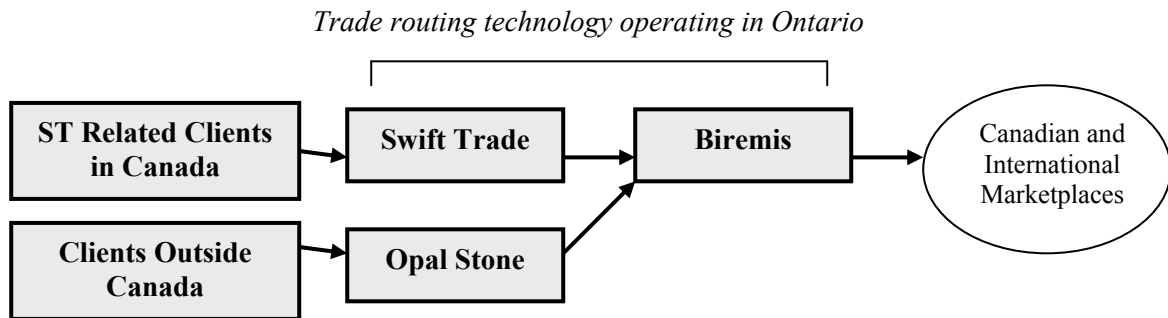 Trade routing technology operating in Ontario
ST Related Clients
in Canada
Swift Trade
Biremis
Canadian and
International
Marketplaces
Clients Outside
Canada
Opal Stone